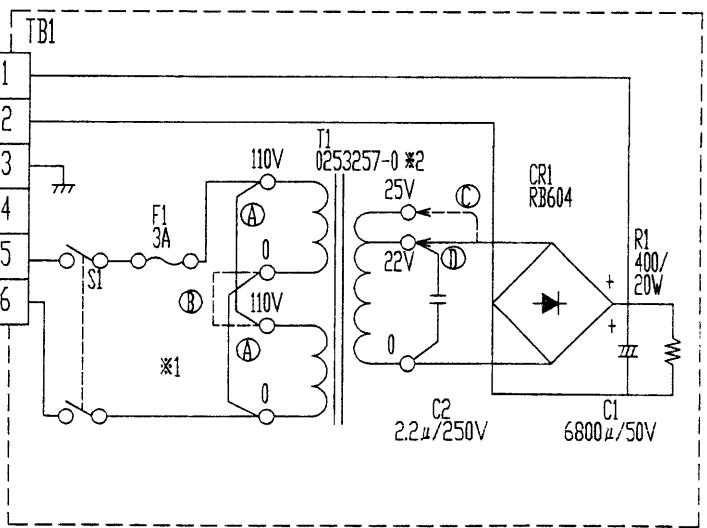 TB1
1
2
3
4
5
6
F1
3A
S1
※1
110V
Ⓐ
0
Ⓑ
110V
Ⓐ
0
T1
0253257-0 ※2
25V
Ⓒ
22V
Ⓓ
0
C2
2.2μ/250V
CR1
RB604
+
+
R1
400/
20W
C1
6800μ/50V